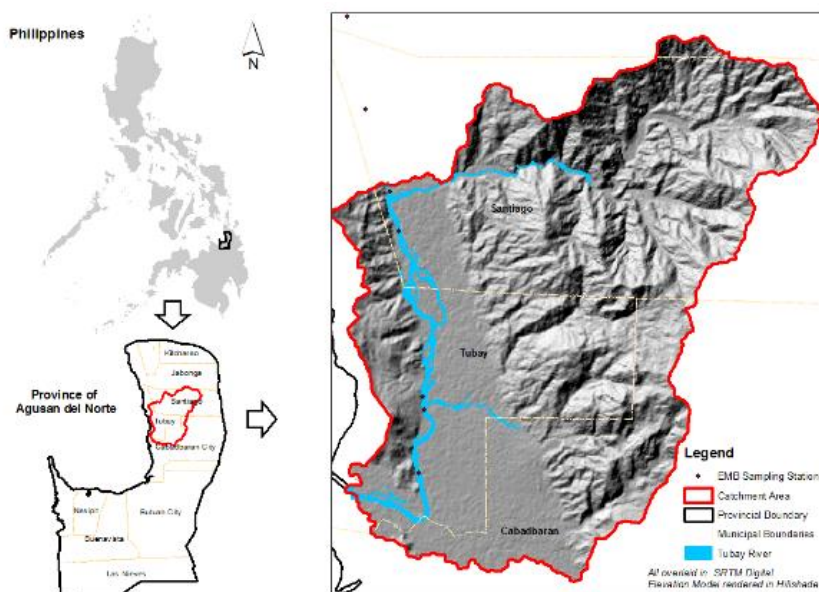 Philippines
N
Province of
Agusan del Norte
Kitcharao
Jabonga
Santiago
Tubay
Cabadbaran City
Nasipit
Butuan City
Buenavista
Las Nieves
Santiago
Tubay
Cabadbaran
Legend
EMB Sampling Station
Catchment Area
Provincial Boundary
Municipal Boundaries
Tubay River
All overlaid in SRTM Digital
Elevation Model rendered in Hillshade